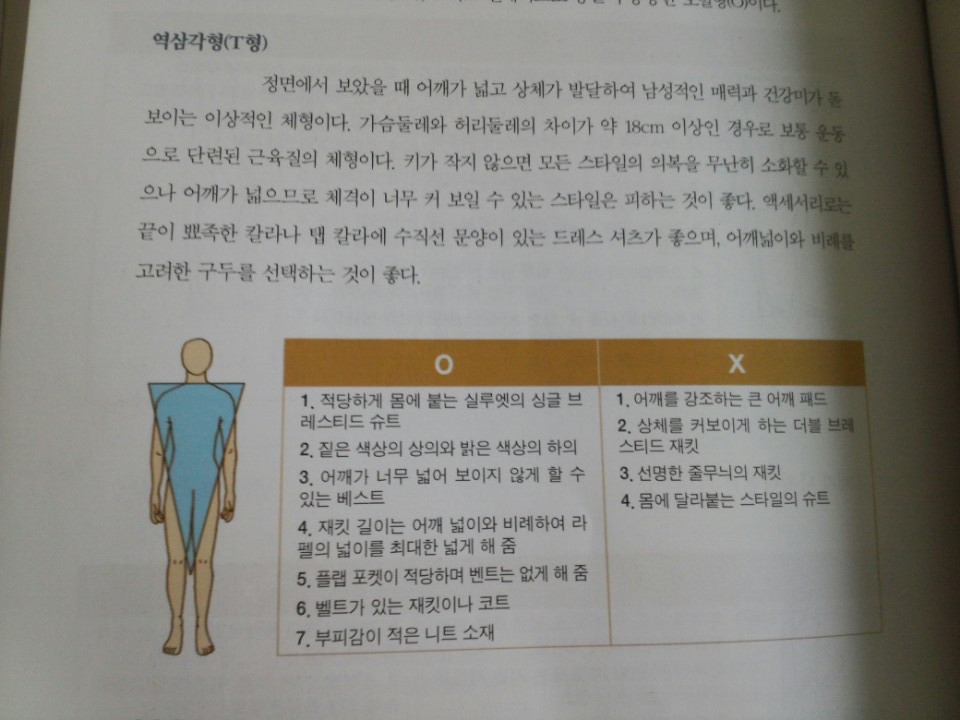 역삼각형(T형)
정면에서 보았을 때 어깨가 넓고 상체가 발달하여 남성적인 매력과 건강미가 돋
보이는 이상적인 체형이다. 가슴둘레와 허리둘레의 차이가 약 18cm 이상인 경우로 보통 운동
으로 단련된 근육질의 체형이다. 키가 작지 않으면 모든 스타일의 의복을 무난히 소화할 수 있
으나 어깨가 넓으므로 체격이 너무 커 보일 수 있는 스타일은 피하는 것이 좋다. 액세서리로는
끝이 뾰족한 칼라나 탭 칼라에 수직선 문양이 있는 드레스 셔츠가 좋으며, 어깨넓이와 비례를
고려한 구두를 선택하는 것이 좋다.
O
1. 적당하게 몸에 붙는 실루엣의 싱글 브
레스티드 슈트
2. 짙은 색상의 상의와 밝은 색상의 하의
3. 어깨가 너무 넓어 보이지 않게 할 수
있는 베스트
4. 재킷 길이는 어깨 넓이와 비례하여 라
펠의 넓이를 최대한 넓게 해 줌
5. 플랩 포켓이 적당하며 벤트는 없게 해 줌
6. 벨트가 있는 재킷이나 코트
7. 부피감이 적은 니트 소재
X
1. 어깨를 강조하는 큰 어깨 패드
2. 상체를 커보이게 하는 더블 브레
스티드 재킷
3. 선명한 줄무늬의 재킷
4. 몸에 달라붙는 스타일의 슈트